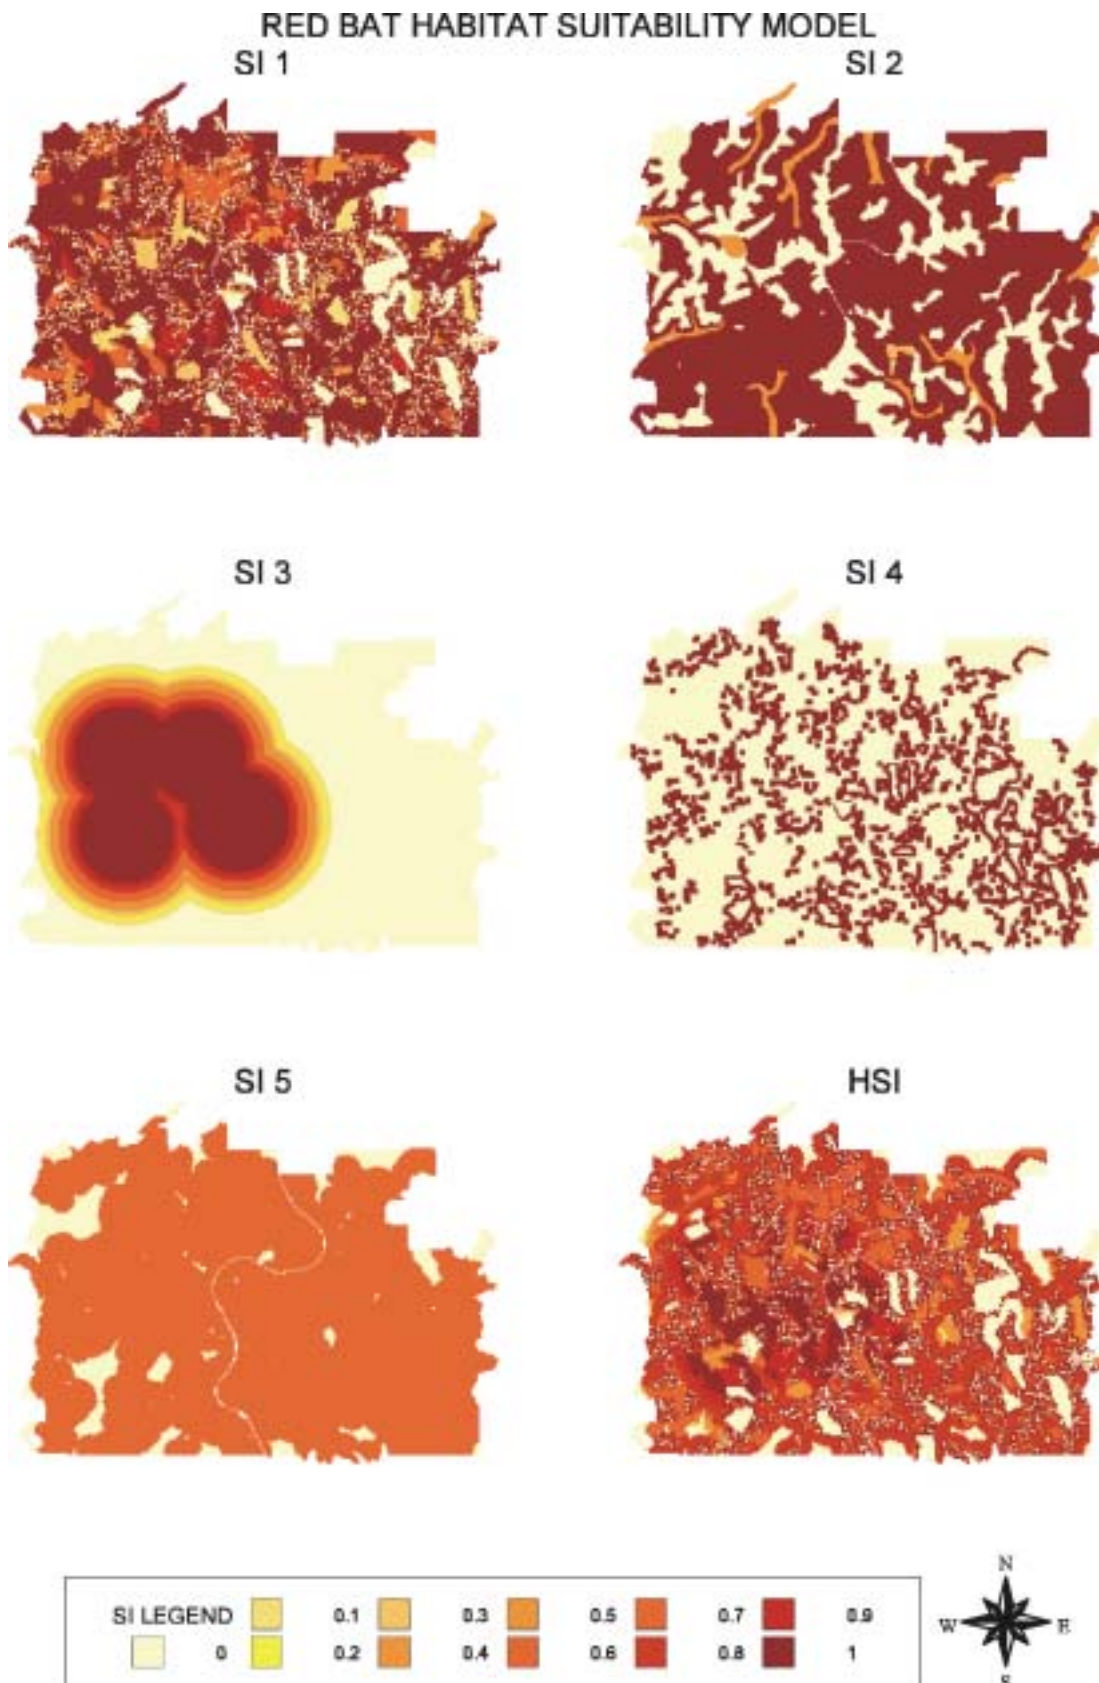 RED BAT HABITAT SUITABILITY MODEL
SI 1
SI 2
SI 3
SI 4
SI 5
HSI
SI LEGEND 0.1 0.3 0.5 0.7 0.9
0 0.2 0.4 0.6 0.8 1
N
W E
S